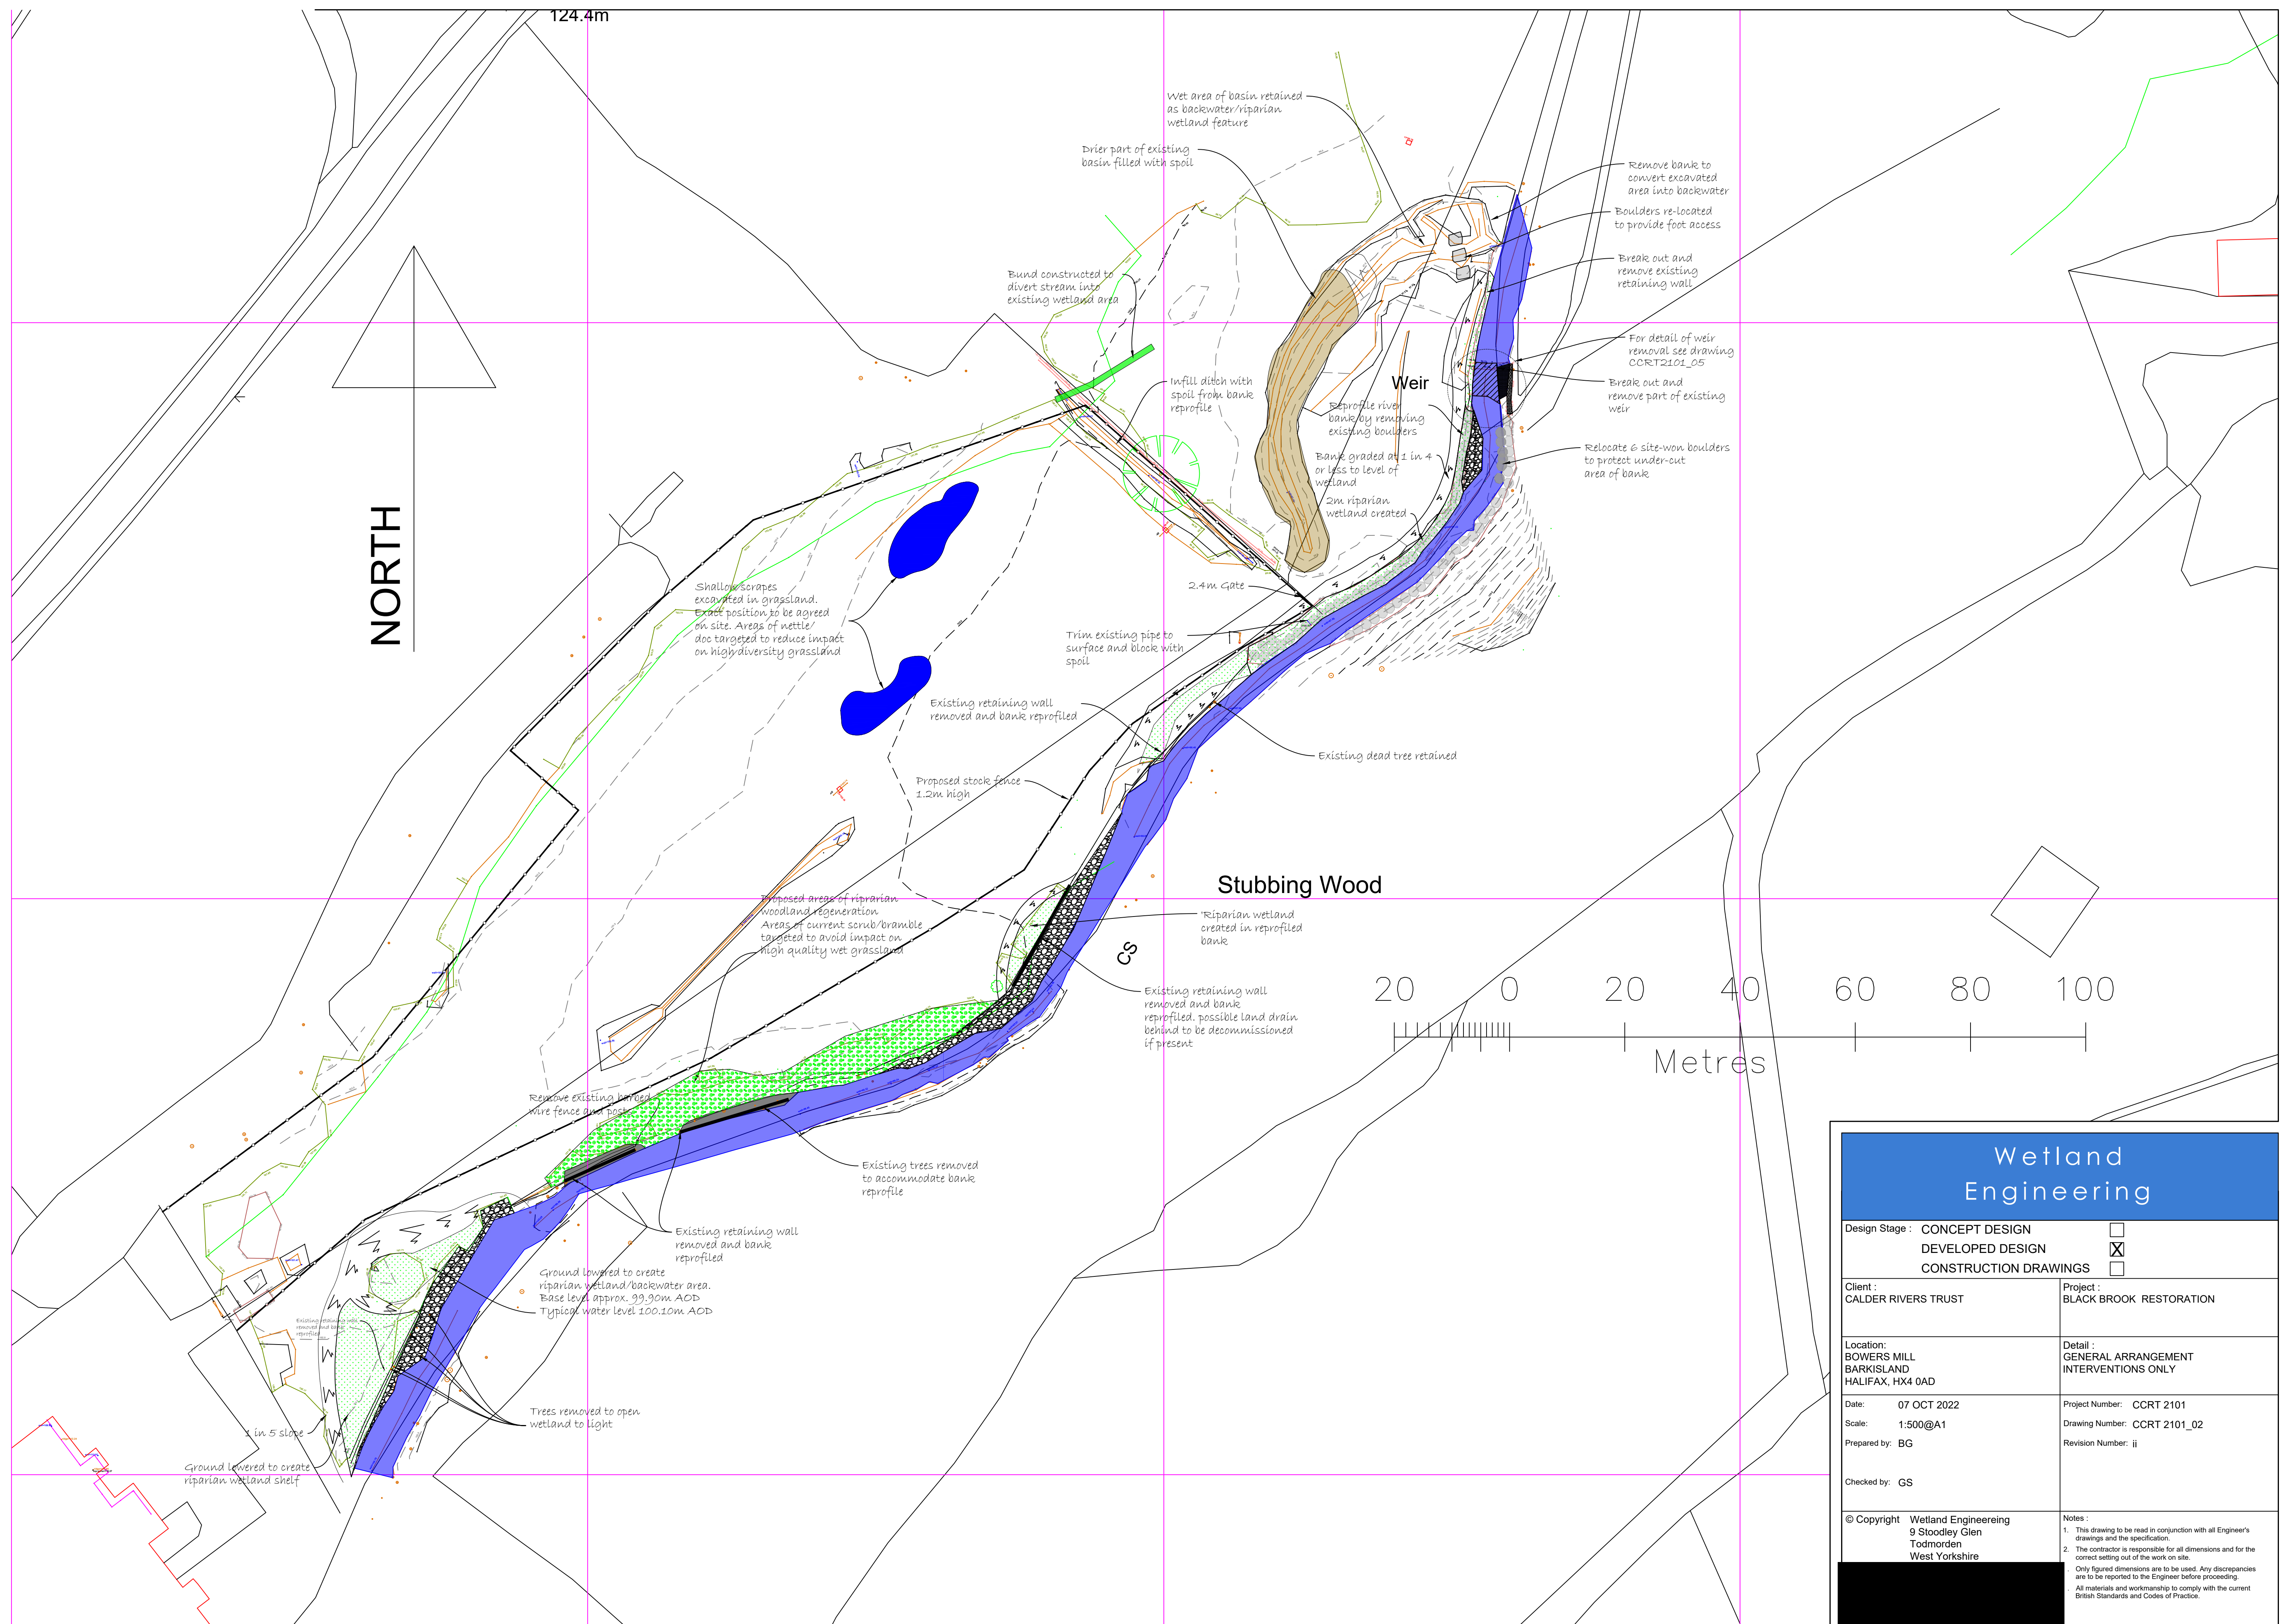 124.4m
Wet area of basin retained
as backwater/riparian
wetland feature
Drier part of existing
basin filled with spoil
Remove bank to
convert excavated
area into backwater
Boulders re-located
to provide foot access
Break out and
remove existing
retaining wall
Bund constructed to
divert stream into
existing wetland area
For detail of weir
removal see drawing
CCRT2101_05
Break out and
remove part of existing
weir
Weir
Infill ditch with
spoil from bank
reprofile
Reprofile river
bank by removing
existing boulders
Relocate 6 site-won boulders
to protect under-cut
area of bank
Bank graded at 1 in 4
or less to level of
wetland
2m riparian
wetland created
NORTH
2.4m Gate
Shallow scrapes
excavated in grassland.
Exact position to be agreed
on site. Areas of nettle/
doc targeted to reduce impact
on high diversity grassland
Trim existing pipe to
surface and block with
spoil
Existing retaining wall
removed and bank reprofiled
Existing dead tree retained
Proposed stock fence
1.2m high
Stubbing Wood
Proposed areas of riprarian
woodland regeneration
Areas of current scrub/bramble
targeted to avoid impact on
high quality wet grassland
'Riparian wetland
created in reprofiled
bank
CS
Existing retaining wall
removed and bank
reprofiled. possible land drain
behind to be decommissioned
if present
20 0 20 40 60 80 100
Metres
Remove existing barbed
wire fence and post
Existing trees removed
to accommodate bank
reprofile
Existing retaining wall
removed and bank
reprofiled
Ground lowered to create
riparian wetland/backwater area.
Base level approx. 99.90m AOD
Typical water level 100.10m AOD
Existing retaining wall
removed and bank
reprofiled
Trees removed to open
wetland to light
1 in 5 slope
Ground lowered to create
riparian wetland shelf
Wetland
Engineering
Design Stage : CONCEPT DESIGN
DEVELOPED DESIGN X
CONSTRUCTION DRAWINGS
Client :
CALDER RIVERS TRUST
Project :
BLACK BROOK RESTORATION
Location:
BOWERS MILL
BARKISLAND
HALIFAX, HX4 0AD
Detail :
GENERAL ARRANGEMENT
INTERVENTIONS ONLY
Date: 07 OCT 2022
Scale: 1:500@A1
Prepared by: BG
Checked by: GS
Project Number: CCRT 2101
Drawing Number: CCRT 2101_02
Revision Number: ii
© Copyright Wetland Engineereing
9 Stoodley Glen
Todmorden
West Yorkshire
Notes :
1. This drawing to be read in conjunction with all Engineer's
drawings and the specification.
2. The contractor is responsible for all dimensions and for the
correct setting out of the work on site.
Only figured dimensions are to be used. Any discrepancies
are to be reported to the Engineer before proceeding.
All materials and workmanship to comply with the current
British Standards and Codes of Practice.